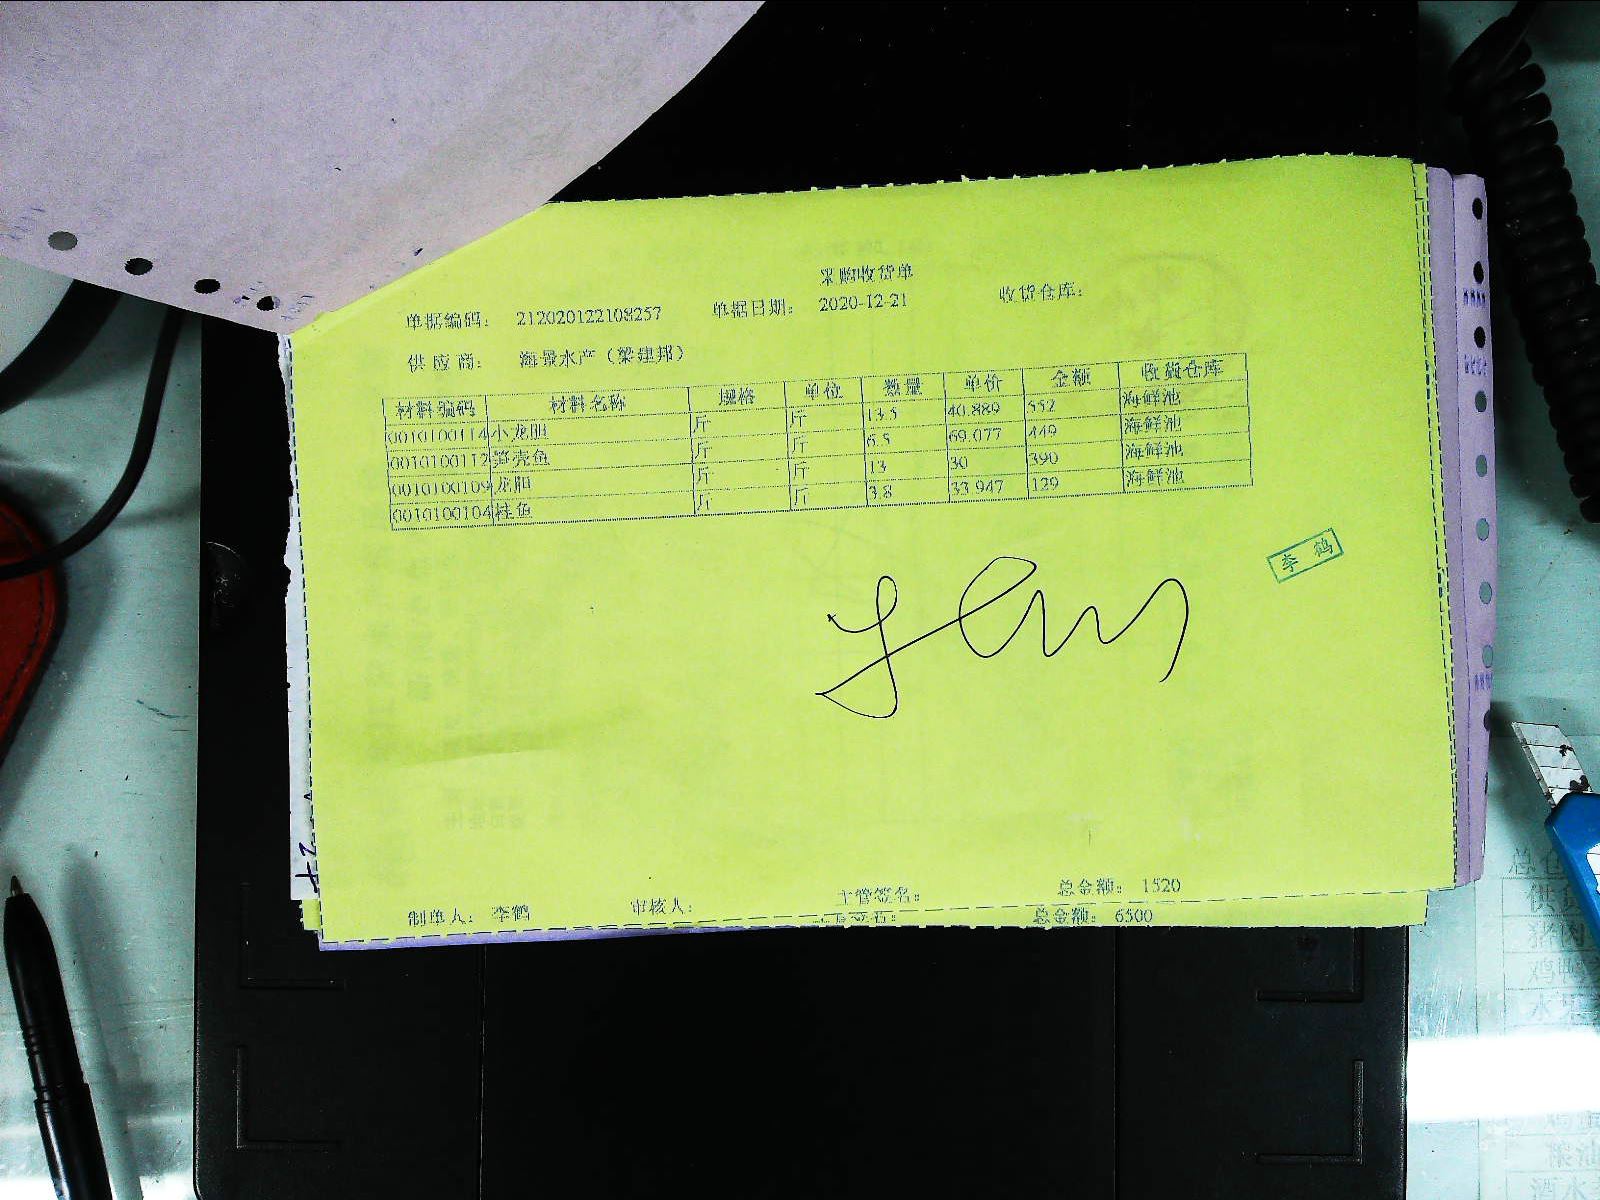 采购收货单
单据编码： 212020122108257 单据日期： 2020-12-21 收货仓库：
供应商： 海景水产（梁建邦）
材料编码 材料名称 规格 单位 数量 单价 金额 收货仓库
0010100114 小龙胆 斤 斤 13.5 40.889 552 海鲜池
0010100112 笋壳鱼 斤 斤 6.5 69.077 449 海鲜池
0010100109 龙胆 斤 斤 13 30 390 海鲜池
0010100104 桂鱼 斤 斤 3.8 33.947 129 海鲜池
李鹤
制单人： 李鹤 审核人： 主管签名： 总金额： 1520
总金额： 6500